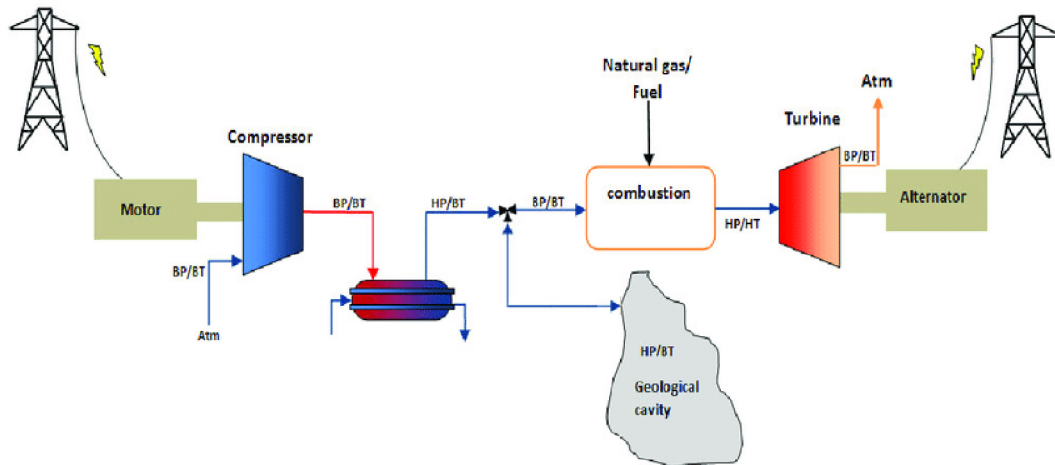 Natural gas/
Fuel
Atm
Compressor
Turbine
BP/BT
Motor
BP/BT
HP/BT
BP/BT
combustion
HP/HT
Alternator
BP/BT
Atm
HP/BT
Geological
cavity